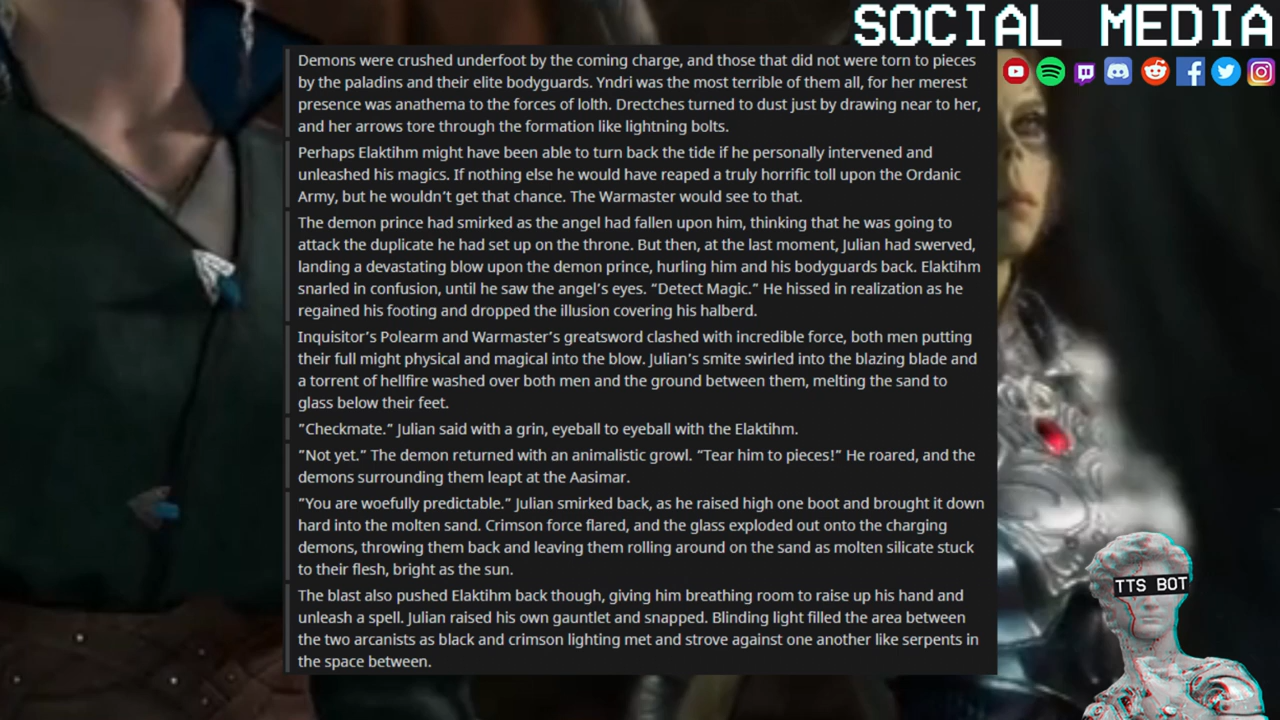 SOCIAL MEDIA
Demons were crushed underfoot by the coming charge, and those that did not were torn to pieces
by the paladins and their elite bodyguards. Yndri was the most terrible of them all, for her merest
presence was anathema to the forces of lolth. Drectches turned to dust just by drawing near to her,
and her arrows tore through the formation like lightning bolts.
Perhaps Elaktihm might have been able to turn back the tide if he personally intervened and
unleashed his magics. If nothing else he would have reaped a truly horrific toll upon the Ordanic
Army, but he wouldn’t get that chance. The Warmaster would see to that.
The demon prince had smirked as the angel had fallen upon him, thinking that he was going to
attack the duplicate he had set up on the throne. But then, at the last moment, Julian had swerved,
landing a devastating blow upon the demon prince, hurling him and his bodyguards back. Elaktihm
snarled in confusion, until he saw the angel’s eyes. “Detect Magic.” He hissed in realization as he
regained his footing and dropped the illusion covering his halberd.
Inquisitor’s Polearm and Warmaster’s greatsword clashed with incredible force, both men putting
their full might physical and magical into the blow. Julian’s smite swirled into the blazing blade and
a torrent of hellfire washed over both men and the ground between them, melting the sand to
glass below their feet.
”Checkmate.” Julian said with a grin, eyeball to eyeball with the Elaktihm.
”Not yet.” The demon returned with an animalistic growl. “Tear him to pieces!” He roared, and the
demons surrounding them leapt at the Aasimar.
”You are woefully predictable.” Julian smirked back, as he raised high one boot and brought it down
hard into the molten sand. Crimson force flared, and the glass exploded out onto the charging
demons, throwing them back and leaving them rolling around on the sand as molten silicate stuck
to their flesh, bright as the sun.
The blast also pushed Elaktihm back though, giving him breathing room to raise up his hand and
unleash a spell. Julian raised his own gauntlet and snapped. Blinding light filled the area between
the two arcanists as black and crimson lighting met and strove against one another like serpents in
the space between.
TTS BOT